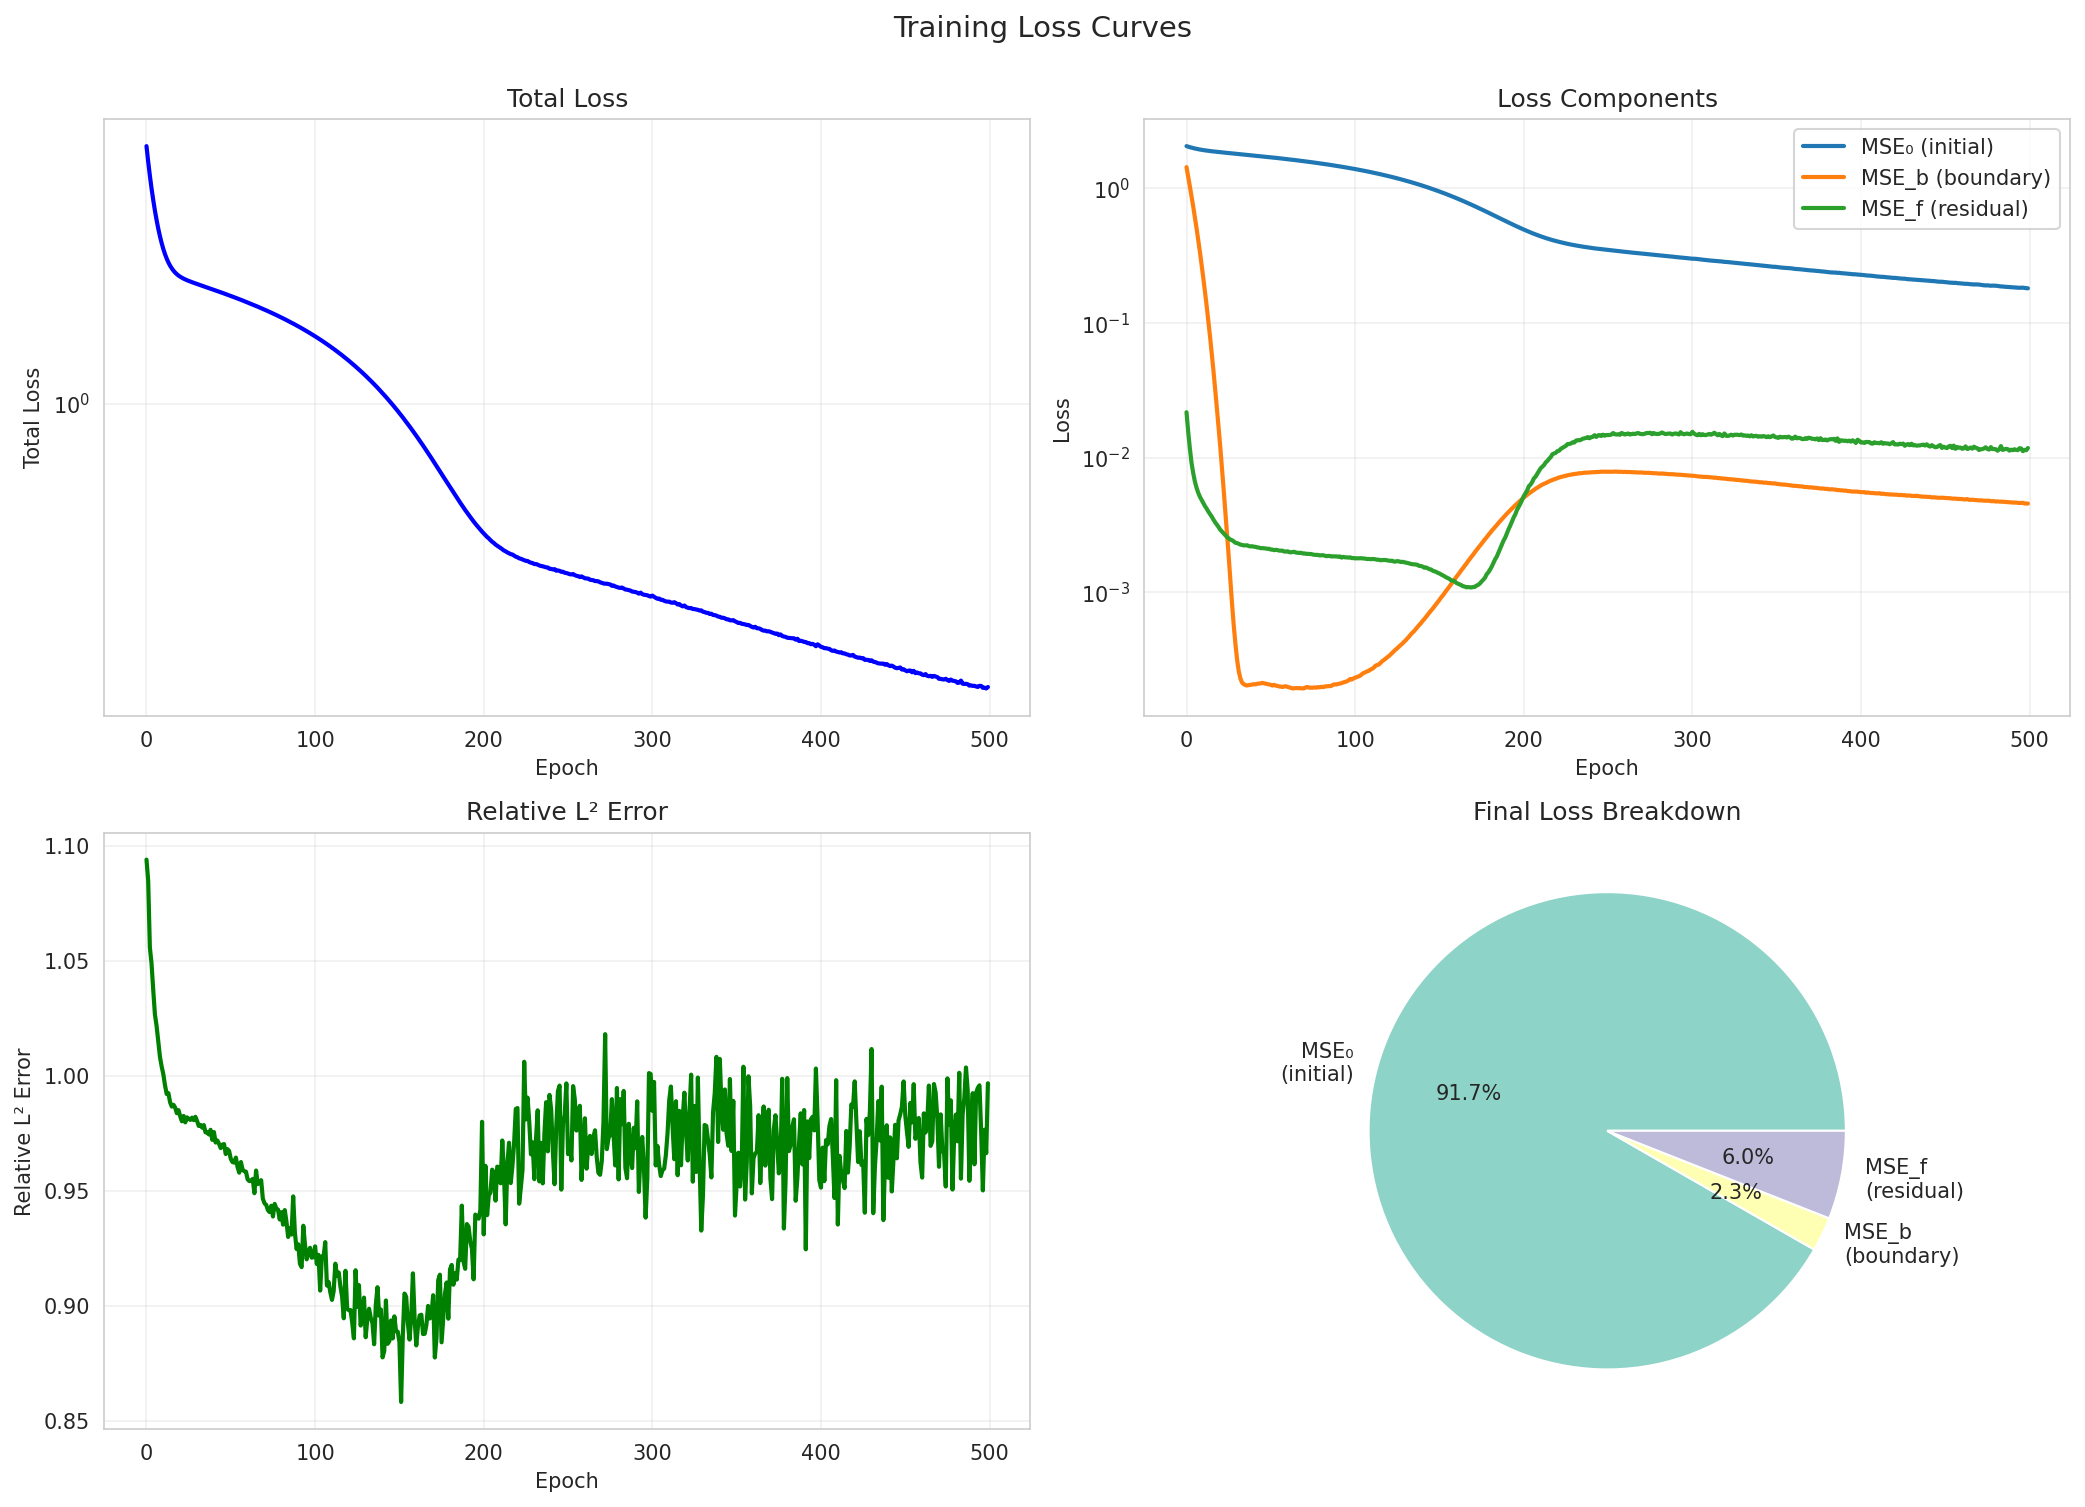 Training Loss Curves
Total Loss
Total Loss
10⁰
0 100 200 300 400 500
Epoch
Loss Components
Loss
10⁰
10⁻¹
10⁻²
10⁻³
MSE₀ (initial)
MSE_b (boundary)
MSE_f (residual)
0 100 200 300 400 500
Epoch
Relative L² Error
Relative L² Error
1.10
1.05
1.00
0.95
0.90
0.85
0 100 200 300 400 500
Epoch
Final Loss Breakdown
MSE₀
(initial)
91.7%
6.0%
2.3%
MSE_f
(residual)
MSE_b
(boundary)